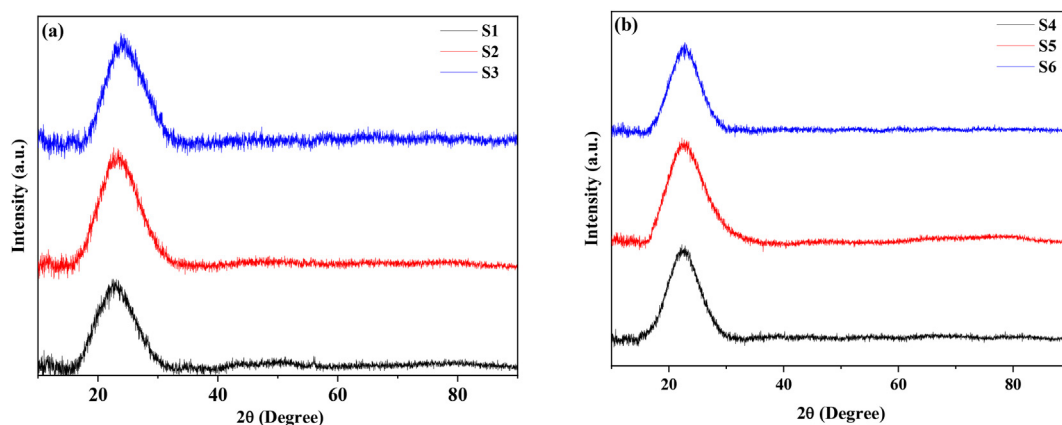 (a)
S1
S2
S3
Intensity (a.u.)
20 40 60 80
2θ (Degree)
(b)
S4
S5
S6
Intensity (a.u.)
20 40 60 80
2θ (Degree)